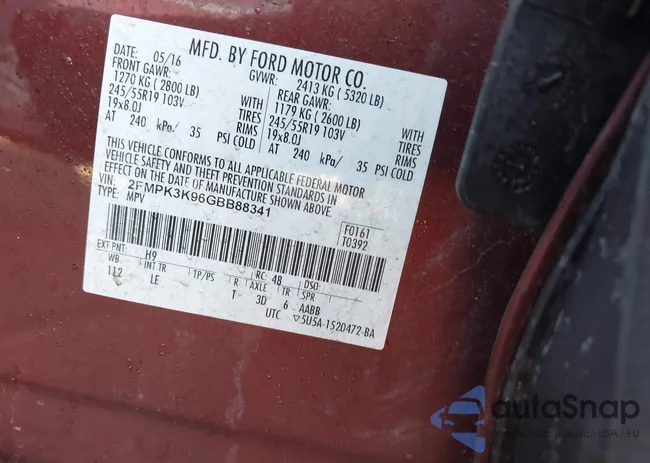 MFD. BY FORD MOTOR CO.
DATE: 05/16 GVWR: 2413 KG ( 5320 LB)
FRONT GAWR: REAR GAWR:
1270 KG ( 2800 LB) WITH 1179 KG ( 2600 LB) WITH
245/55R19 103V TIRES 245/55R19 103V TIRES
19x8.0J RIMS 19x8.0J RIMS
AT 240 kPa/ 35 PSI COLD AT 240 kPa/ 35 PSI COLD
THIS VEHICLE CONFORMS TO ALL APPLICABLE FEDERAL MOTOR
VEHICLE SAFETY AND THEFT PREVENTION STANDARDS IN
EFFECT ON THE DATE OF MANUFACTURE SHOWN ABOVE.
VIN: 2FMPK3K96GBB88341 F0161
TYPE: MPV T0392
EXT PNT: H9 RC: 48 DSO:
WB INT TR TP/PS R AXLE TR SPR
112 LE T 3D 6 AABB
UTC ▽5U5A-1520472-BA
autoSnap
USA - EU